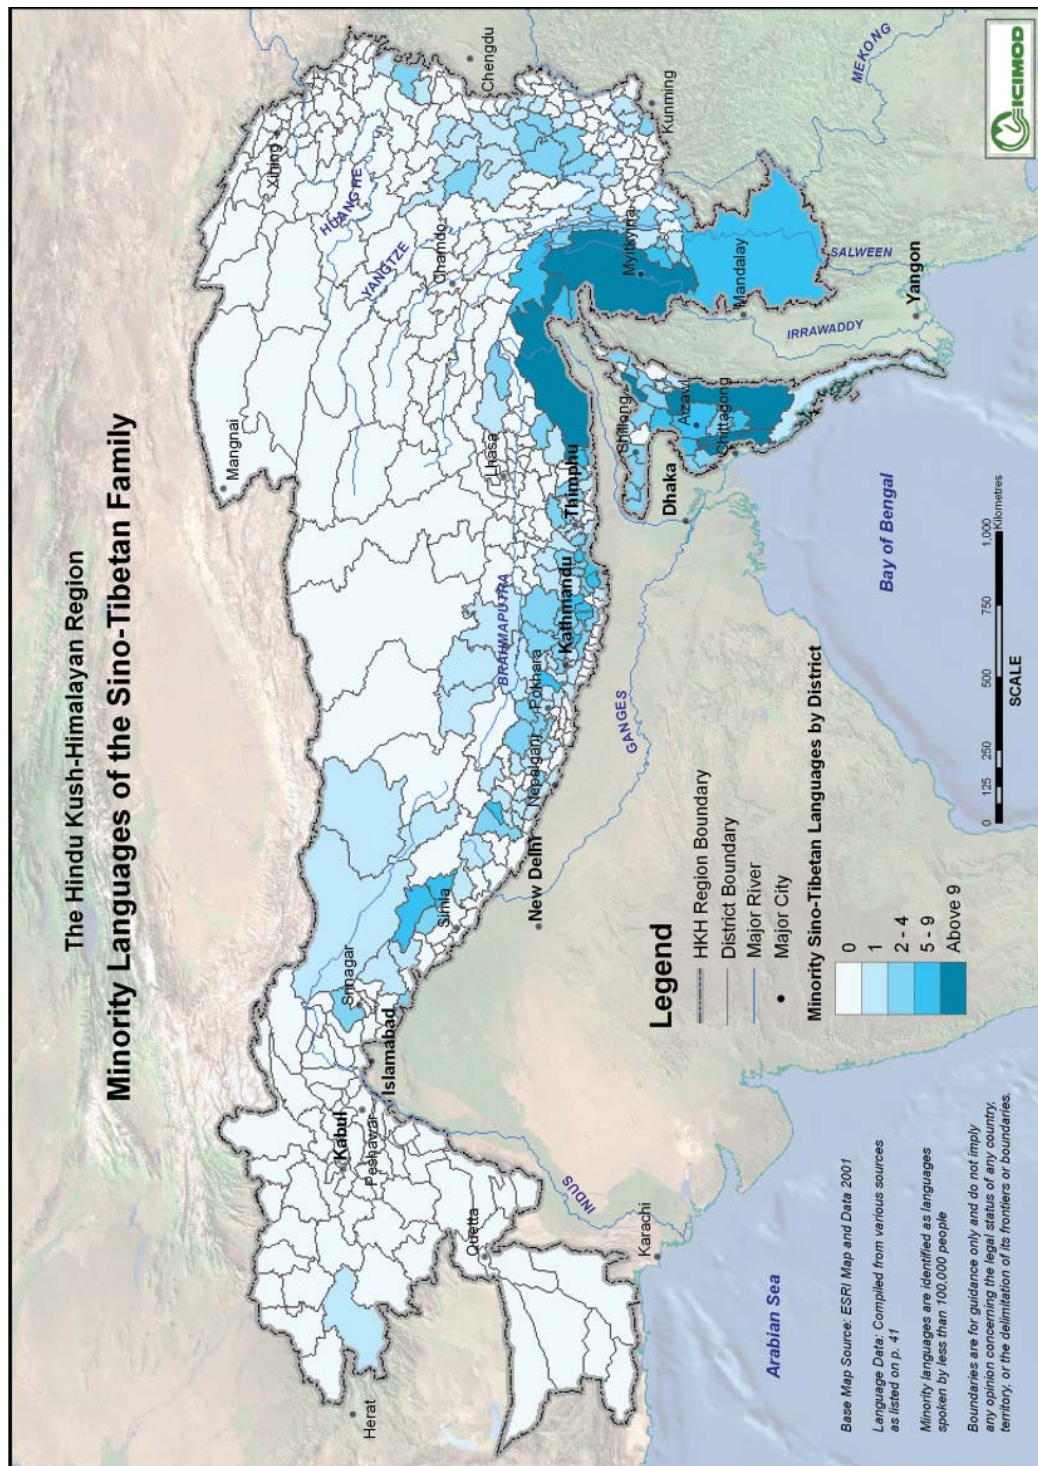 The Hindu Kush-Himalayan Region
Minority Languages of the Sino-Tibetan Family
Herat
Kabul
Peshawar
Quetta
Karachi
Islamabad
Srinagar
Simla
New Delhi
Nepalganj
Pokhara
Kathmandu
Mangnai
Lhasa
Thimphu
Dhaka
Shillong
Aizawl
Chittagong
Chamdo
Xining
Chengdu
Kunming
Myitkyina
Mandalay
Yangon
INDUS
GANGES
BRAHMAPUTRA
YANGTZE
HUANG HE
IRRAWADDY
SALWEEN
MEKONG
Arabian Sea
Bay of Bengal
Legend
HKH Region Boundary
District Boundary
Major River
Major City
Minority Sino-Tibetan Languages by District
0
1
2 - 4
5 - 9
Above 9
0 125 250 500 750 1,000
Kilometres
SCALE
Base Map Source: ESRI Map and Data 2001
Language Data: Compiled from various sources
as listed on p. 41
Minority languages are identified as languages
spoken by less than 100,000 people
Boundaries are for guidance only and do not imply
any opinion concerning the legal status of any country,
territory, or the delimitation of its frontiers or boundaries.
ICIMOD